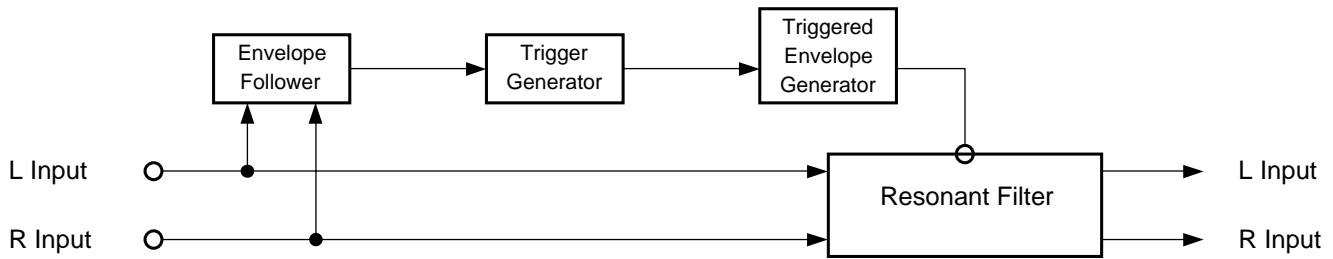 Envelope
Follower
Trigger
Generator
Triggered
Envelope
Generator
L Input
R Input
Resonant Filter
L Input
R Input